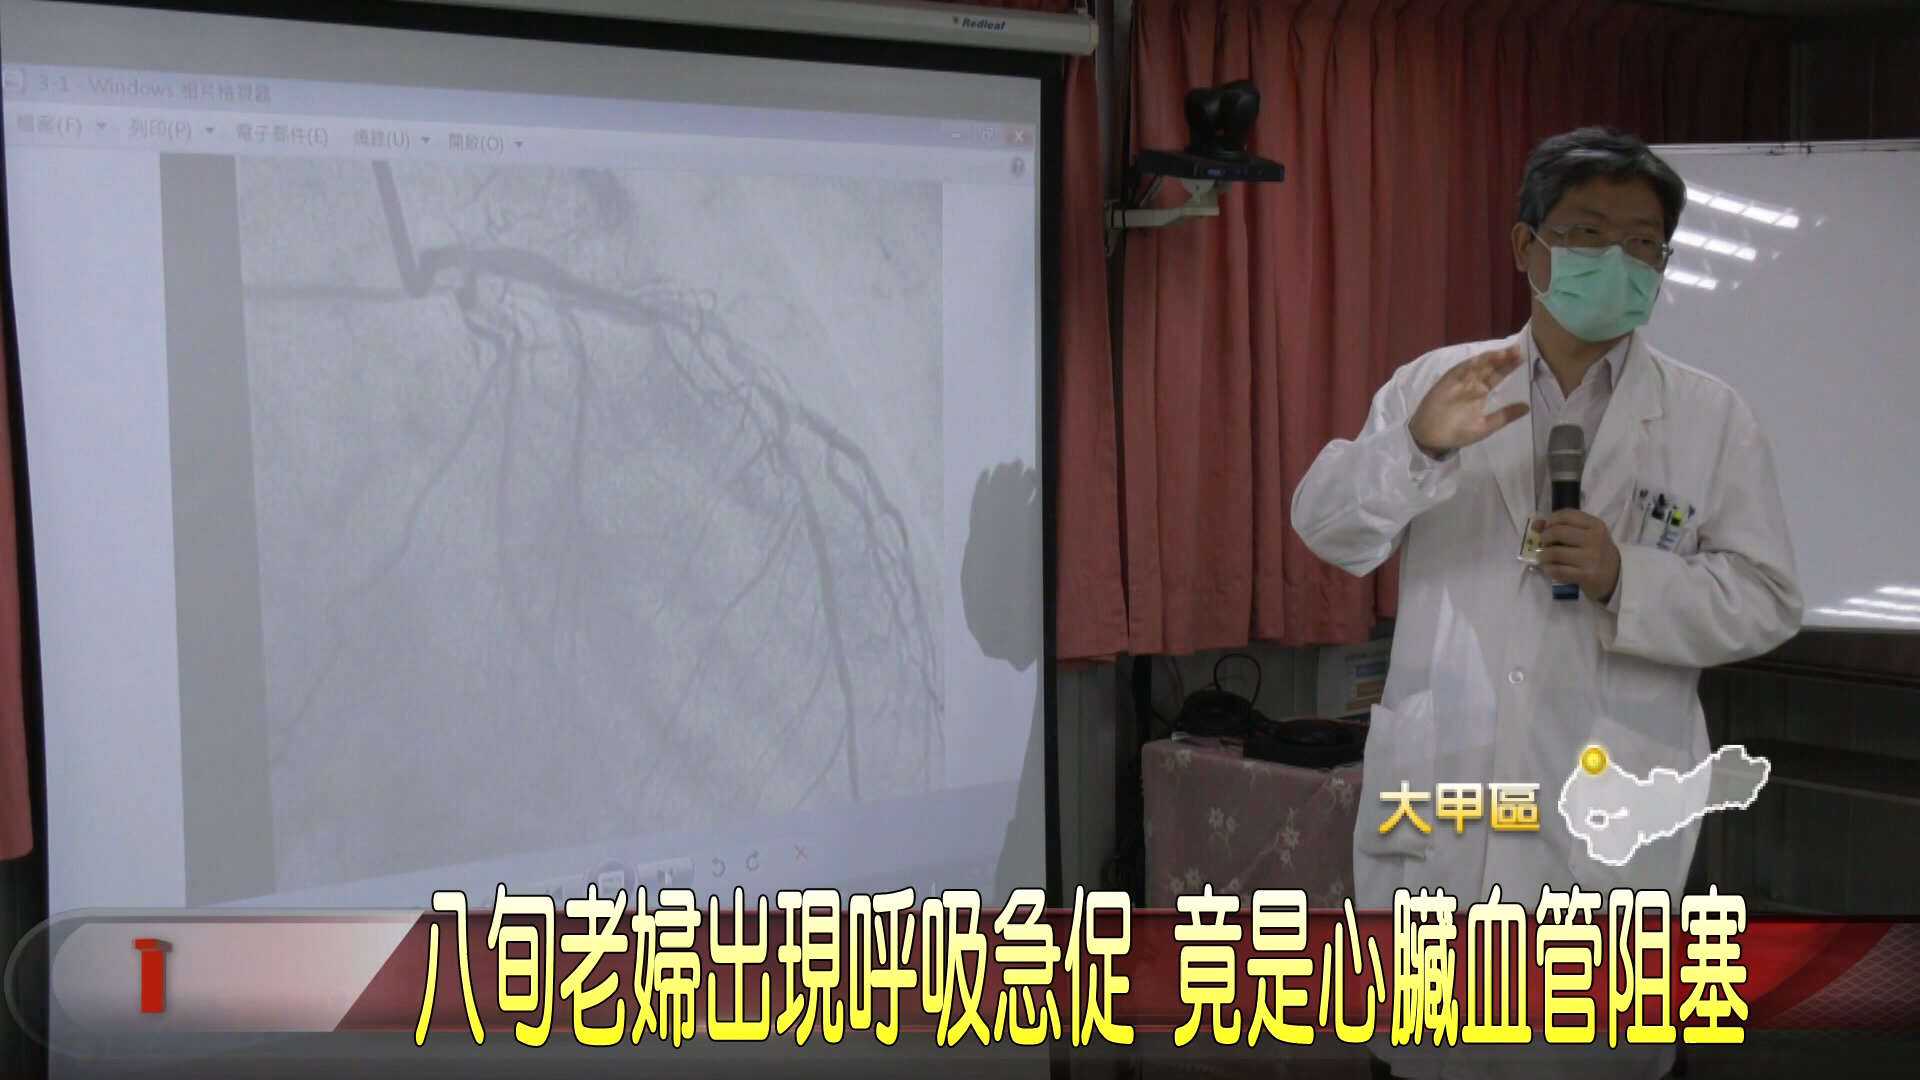 Redleaf
3-1 - Windows 相片檢視器
檔案(F) 列印(P) 電子郵件(E) 燒錄(U) 開啟(O)
大甲區
八旬老婦出現呼吸急促 竟是心臟血管阻塞